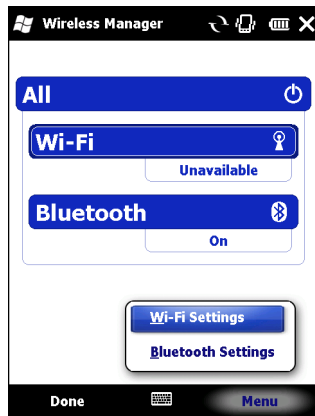 Wireless Manager
All
Wi-Fi
Unavailable
Bluetooth
On
Wi-Fi Settings
Bluetooth Settings
Done
Menu